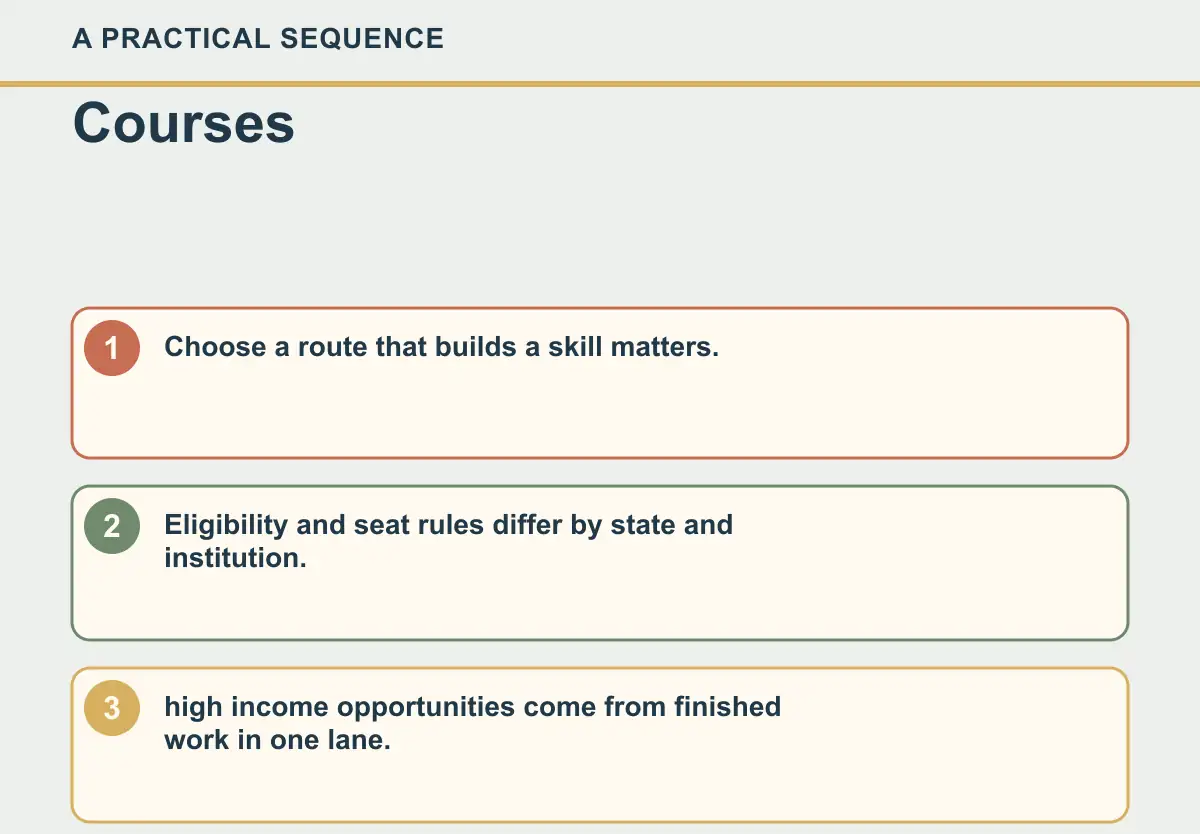 A PRACTICAL SEQUENCE
Courses
1
Choose a route that builds a skill matters.
2
Eligibility and seat rules differ by state and
institution.
3
high income opportunities come from finished
work in one lane.